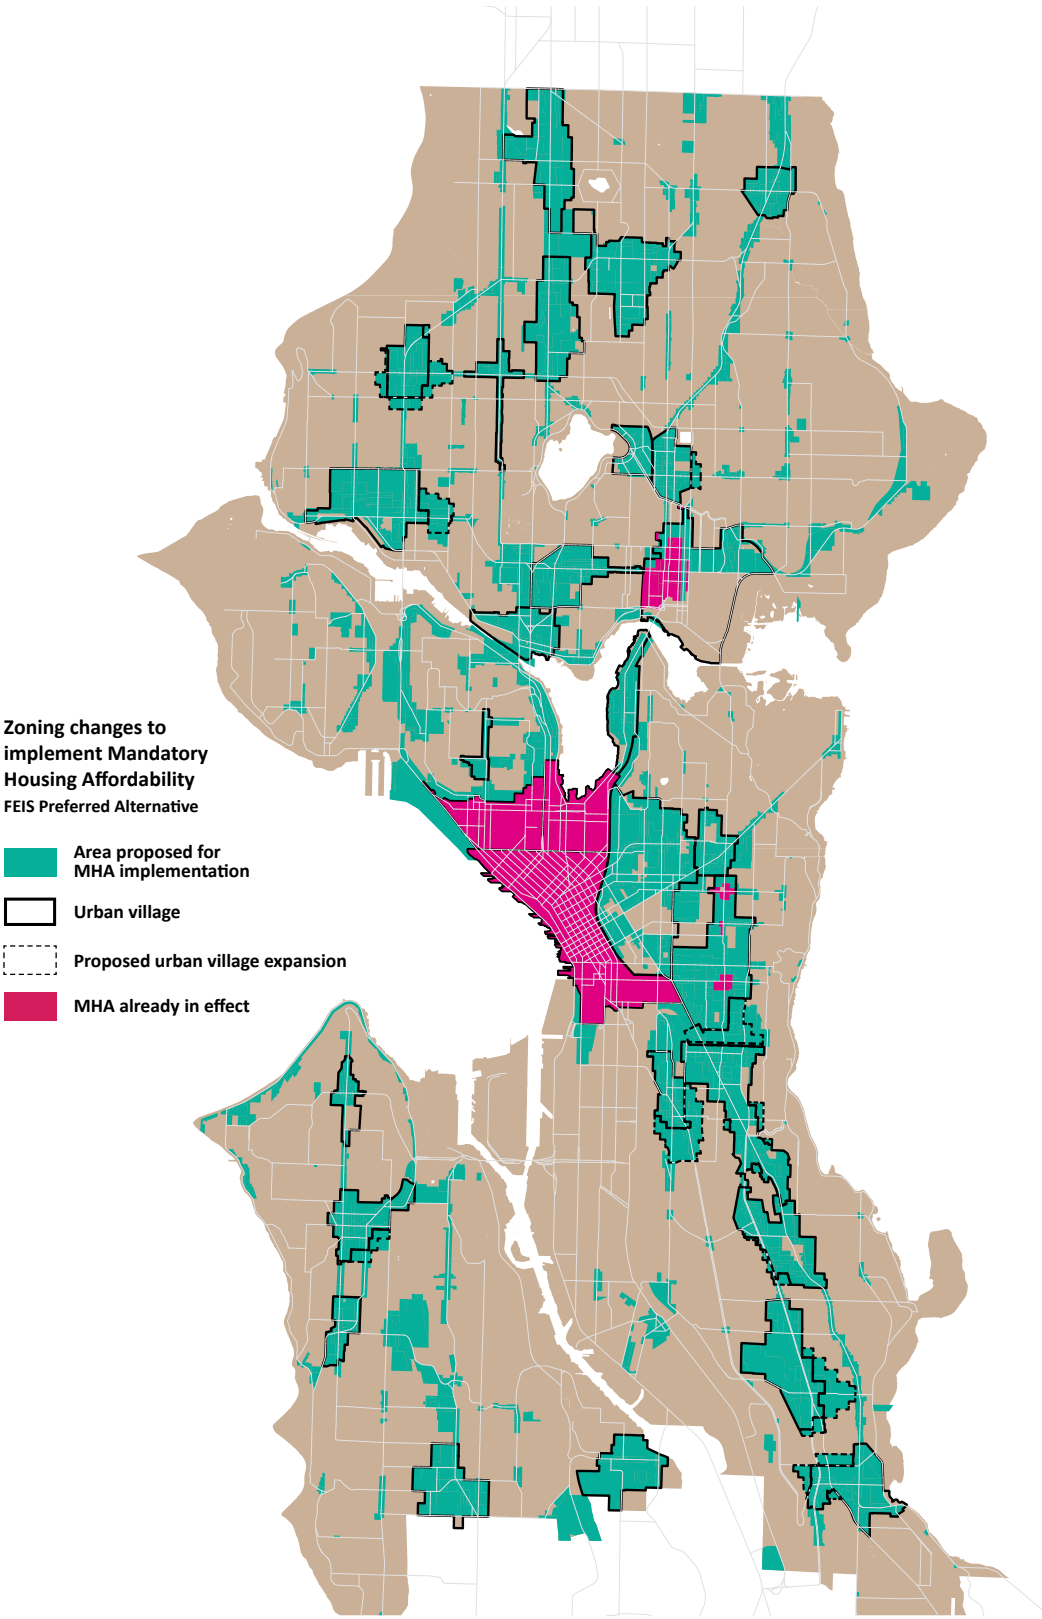 Zoning changes to
implement Mandatory
Housing Affordability
FEIS Preferred Alternative
Area proposed for
MHA implementation
Urban village
Proposed urban village expansion
MHA already in effect